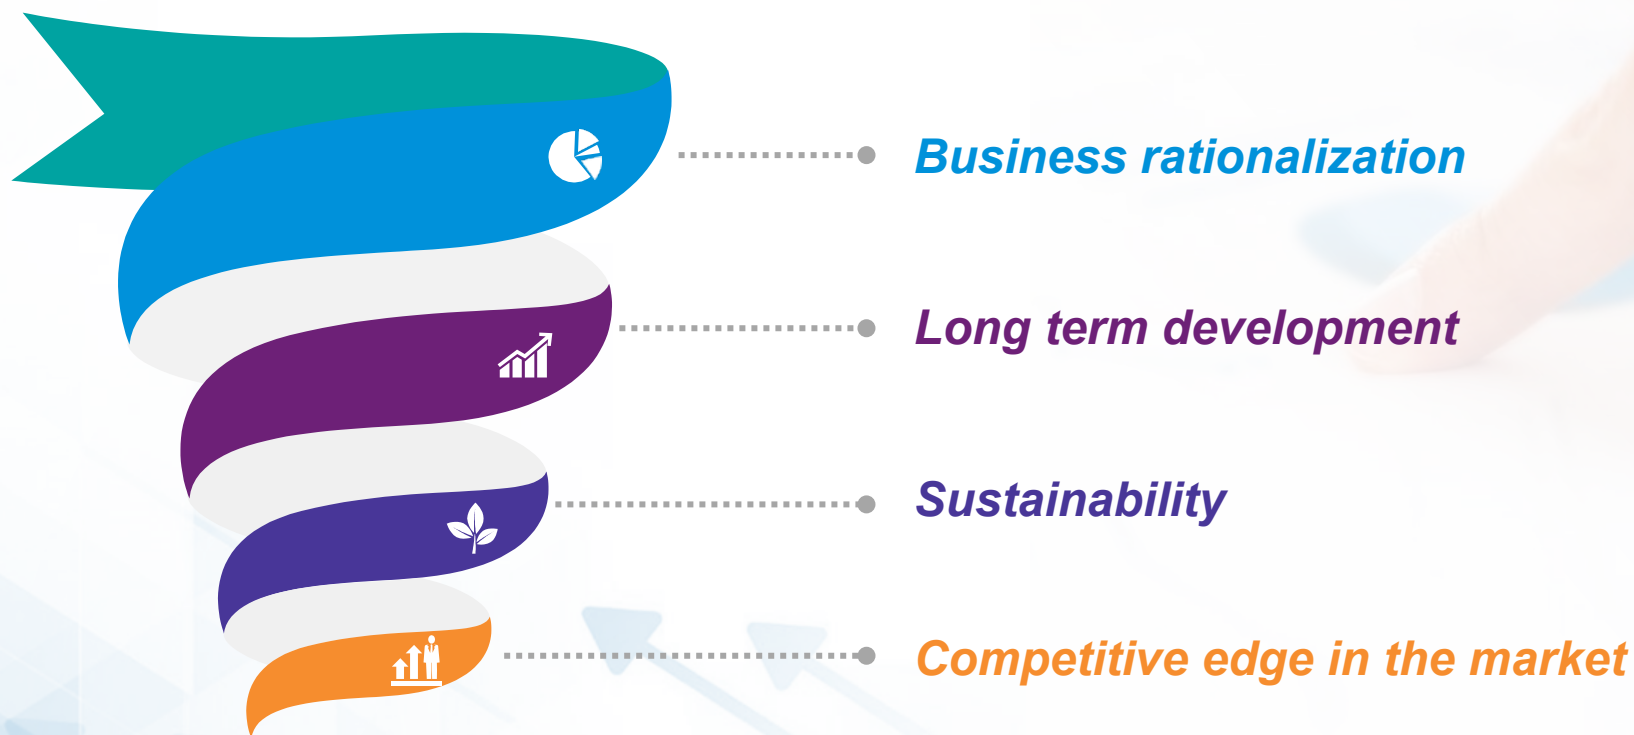 Business rationalization
Long term development
Sustainability
Competitive edge in the market